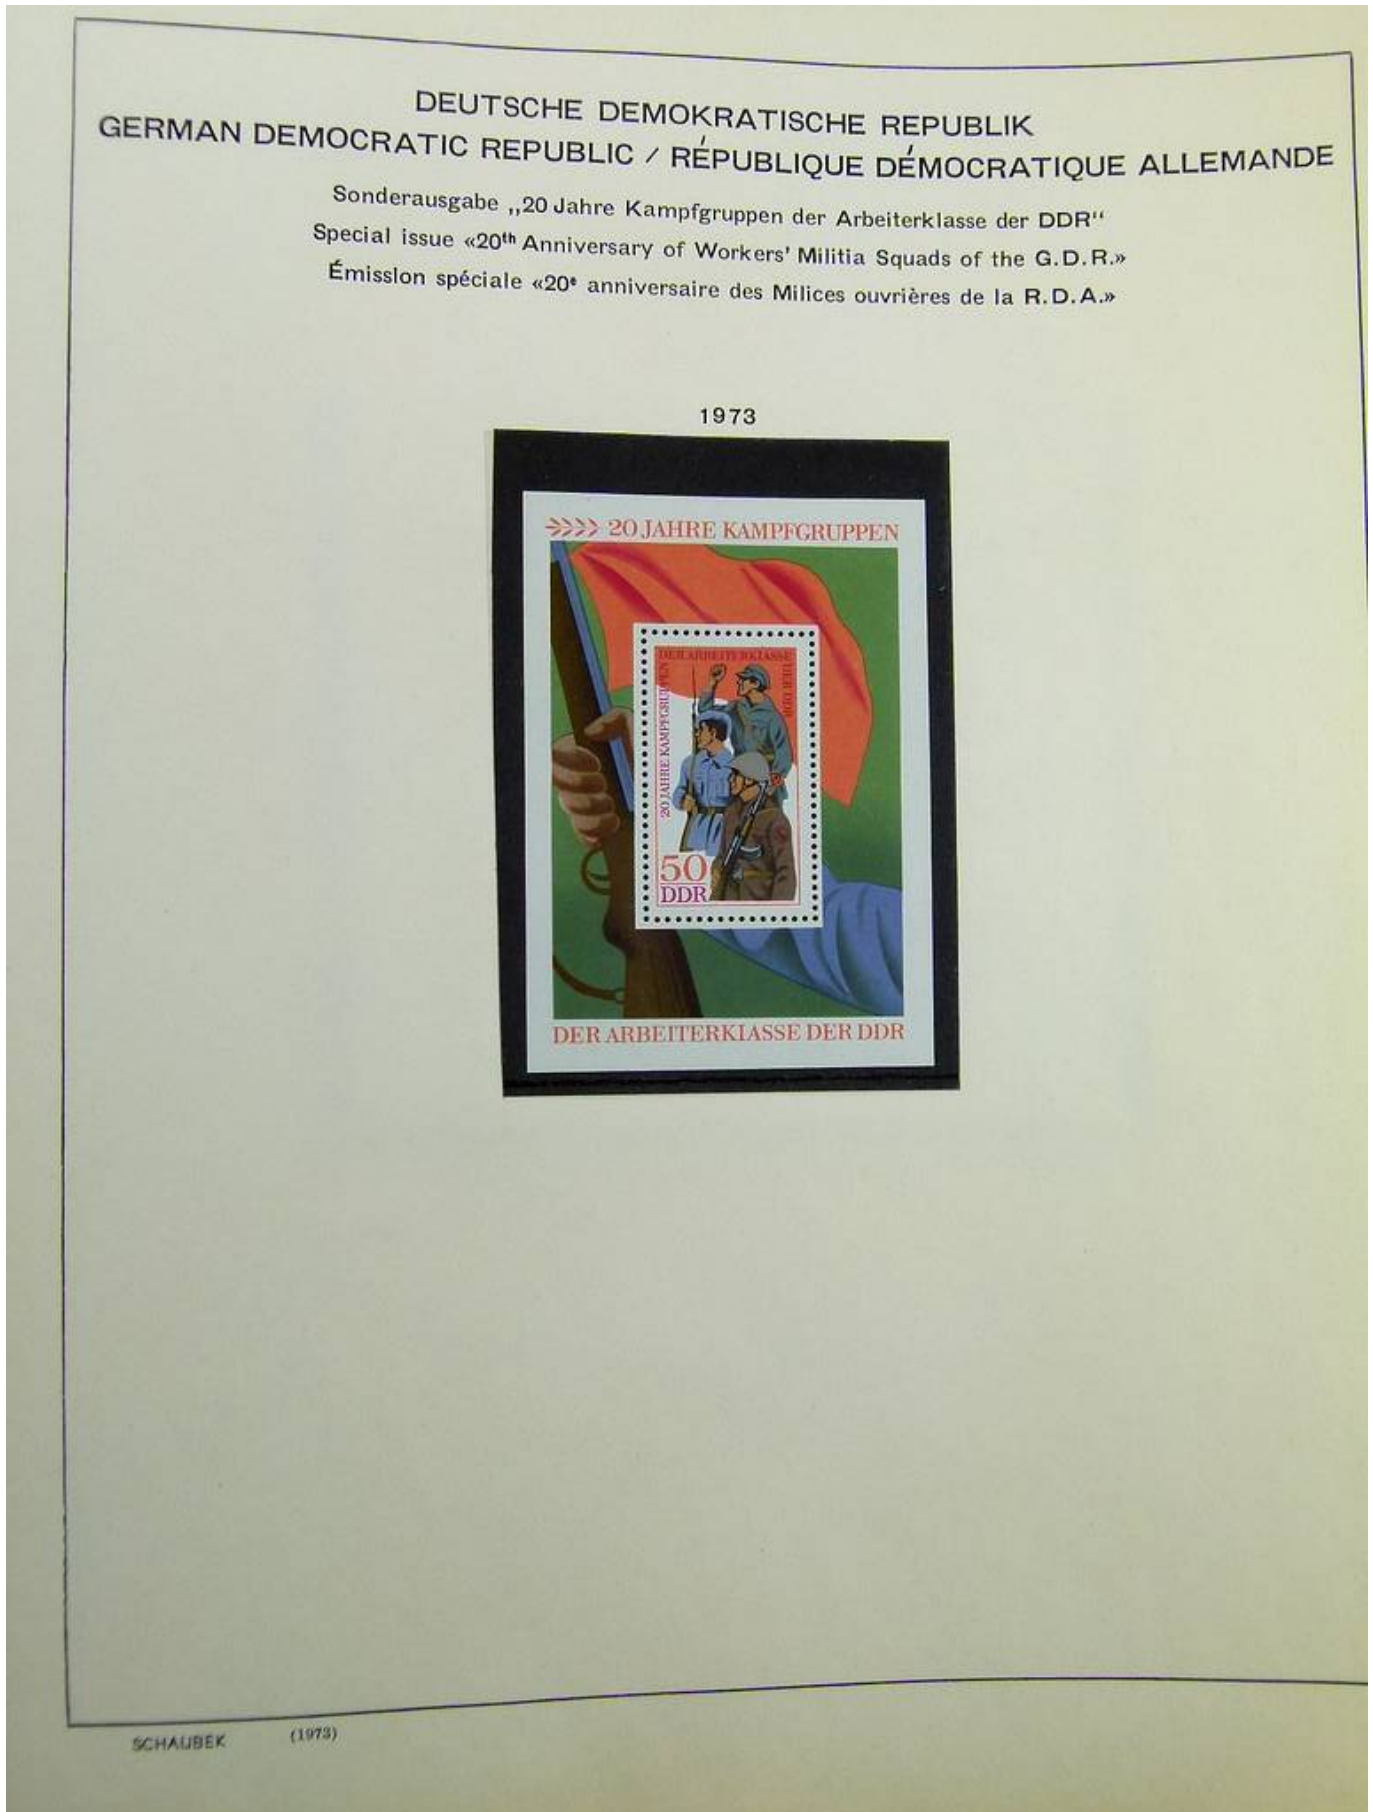 DEUTSCHE DEMOKRATISCHE REPUBLIK
GERMAN DEMOCRATIC REPUBLIC / RÉPUBLIQUE DÉMOCRATIQUE ALLEMANDE
Sonderausgabe „20 Jahre Kampfgruppen der Arbeiterklasse der DDR“
Special issue «20th Anniversary of Workers' Militia Squads of the G.D.R.»
Émission spéciale «20e anniversaire des Milices ouvrières de la R.D.A.»
1973
20 JAHRE KAMPFGRUPPEN
20 JAHRE KAMPFGRUPPEN
DER ARBEITERKLASSE
DER DDR
50
DDR
DER ARBEITERKLASSE DER DDR
SCHAUBEK (1973)